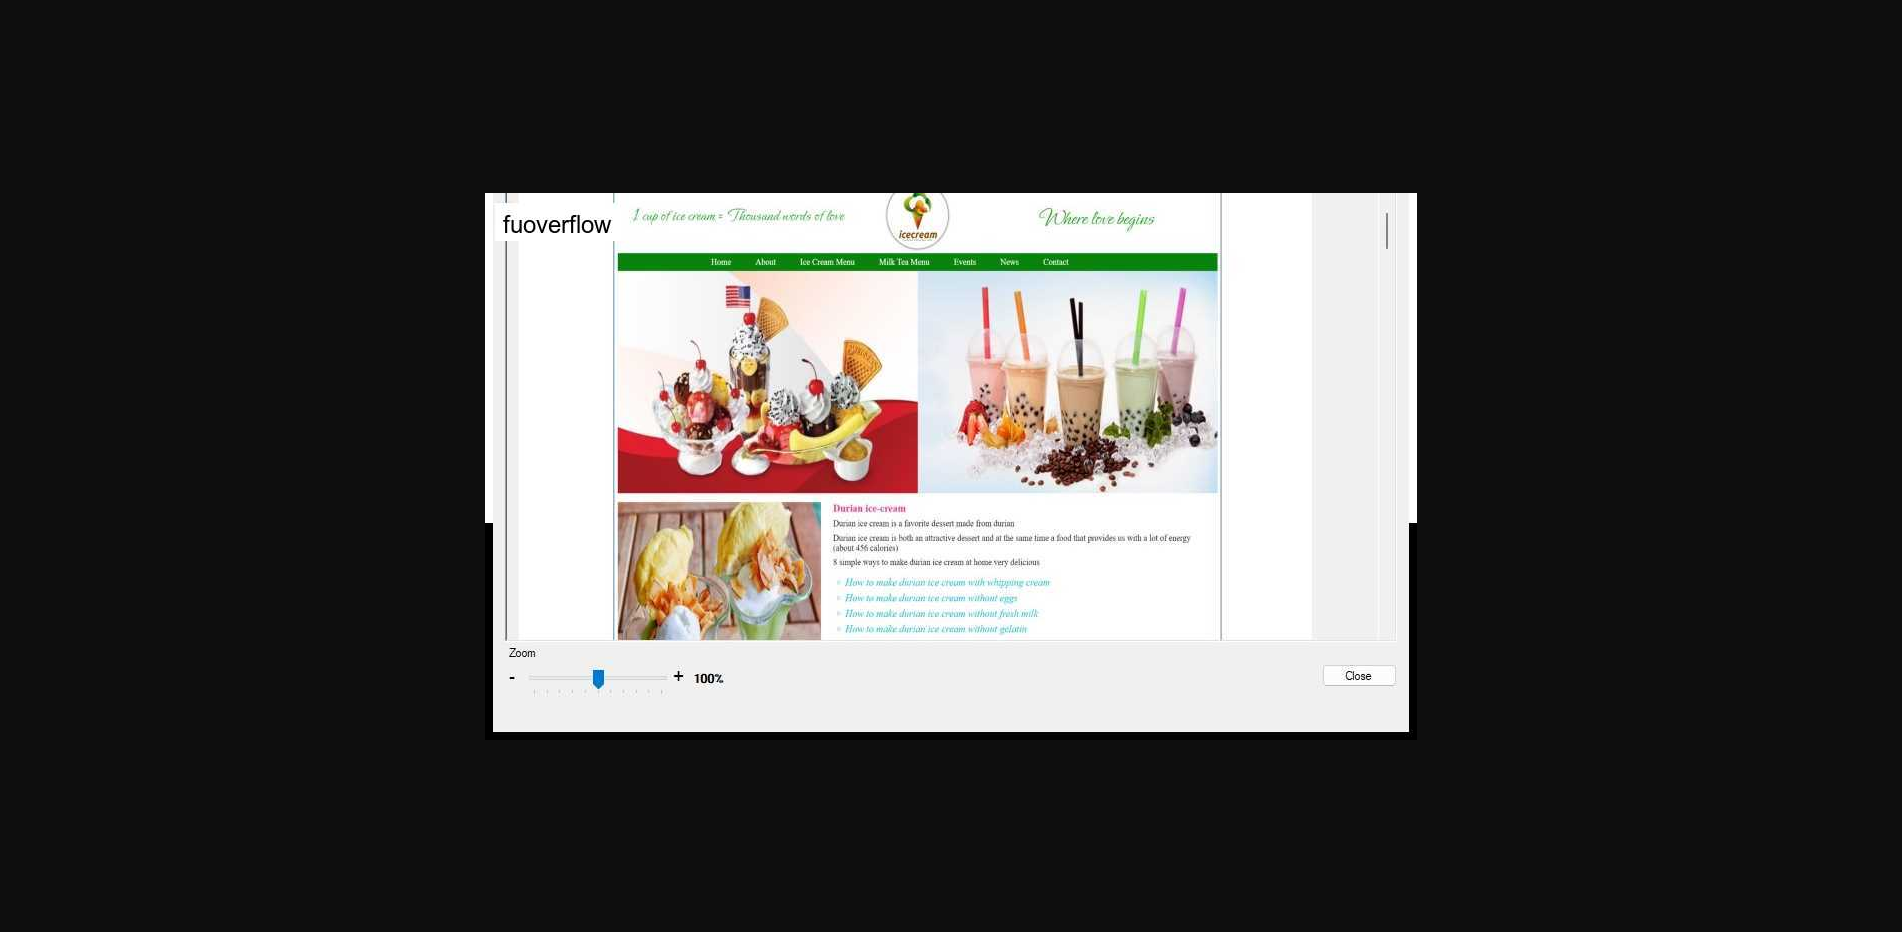 fuoverflow
1 cup of ice cream = Thousand words of love
icecream
Where love begins
Home About Ice Cream Menu Milk Tea Menu Events News Contact
Durian ice-cream
Durian ice cream is a favorite dessert made from durian
Durian ice cream is both an attractive dessert and at the same time a food that provides us with a lot of energy
(about 456 calories)
8 simple ways to make durian ice cream at home very delicious
How to make durian ice cream with whipping cream
How to make durian ice cream without eggs
How to make durian ice cream without fresh milk
How to make durian ice cream without gelatin
Zoom
- + 100%
Close